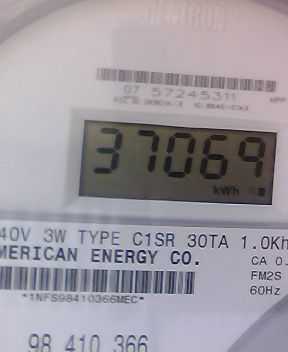 ITRON
07 57245311
37069
kWh
40V 3W TYPE C1SR 30TA 1.0Kh
MERICAN ENERGY CO.
CA 0.
FM2S
60Hz
*1NFS98410366MEC*
98 410 366